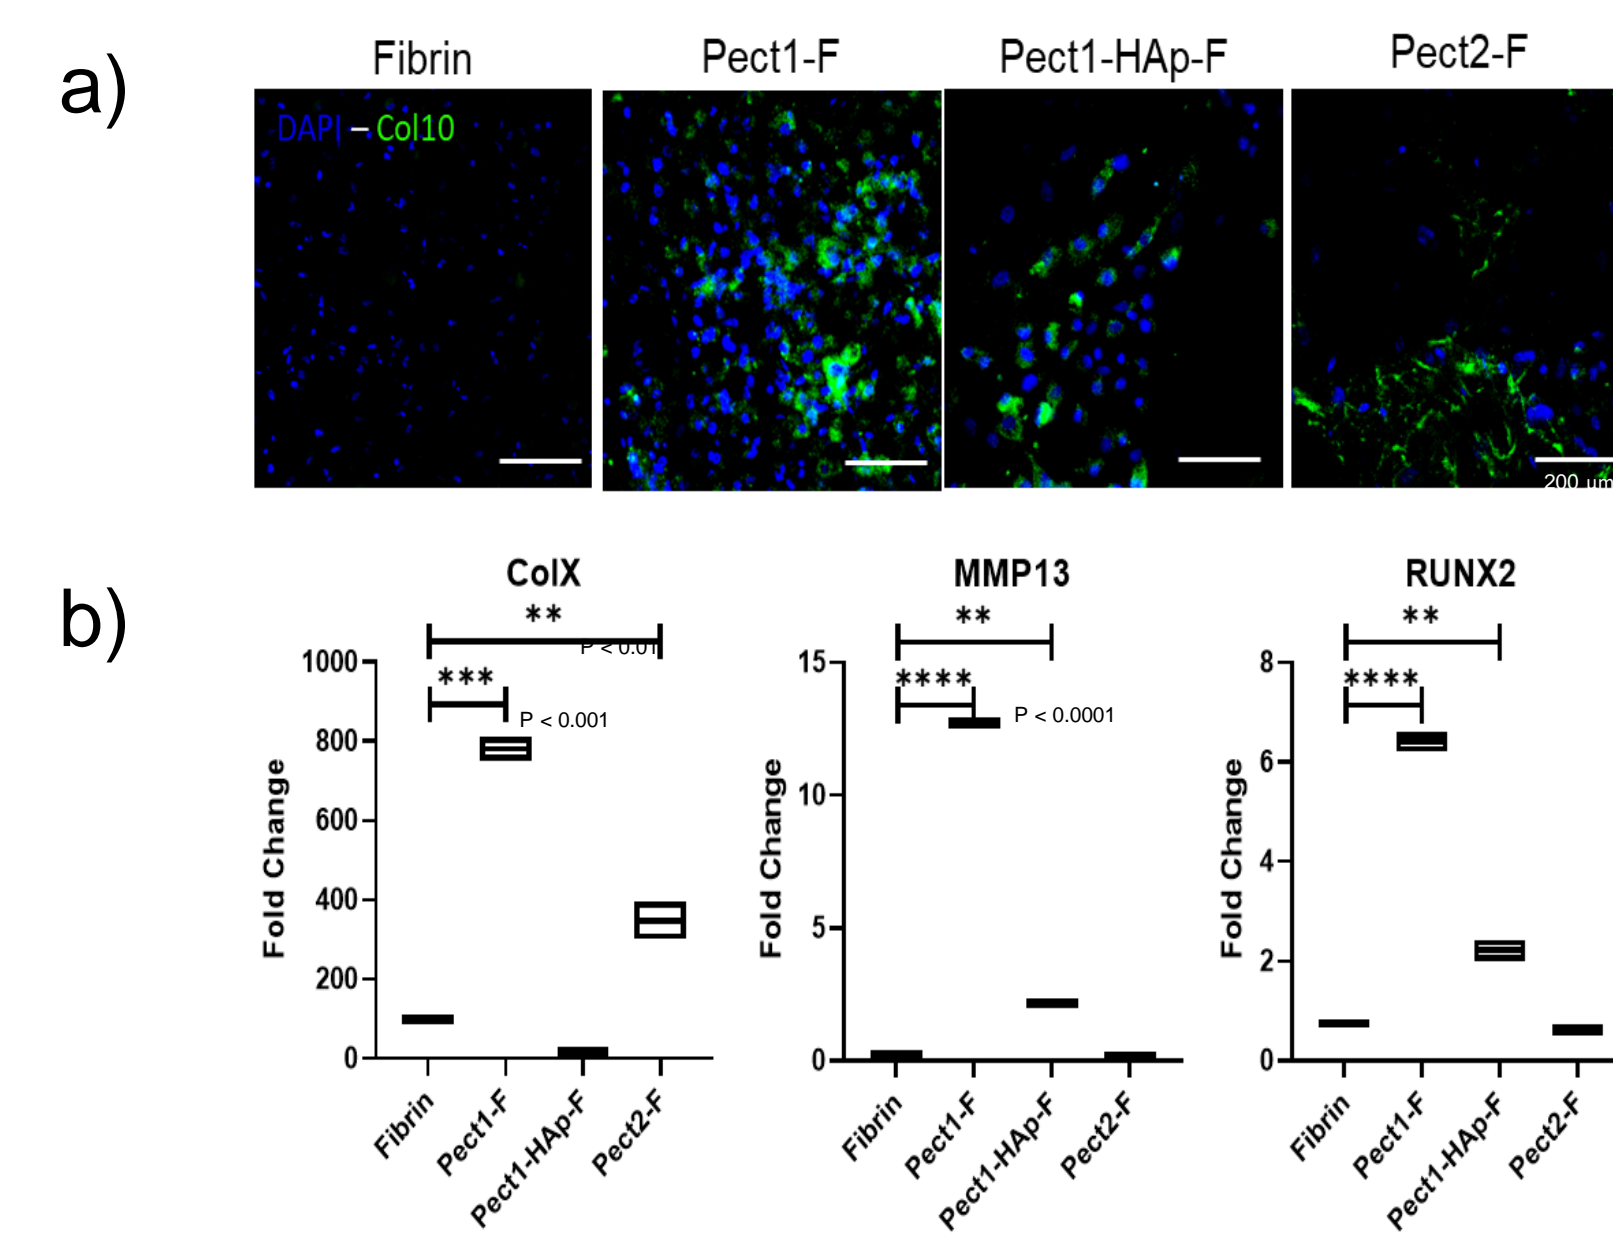 a)
Fibrin
Pect1-F
Pect1-HAp-F
Pect2-F
DAPI – Col10
200 µm
b)
ColX
**
P < 0.01
***
P < 0.001
1000
800
600
400
200
0
Fold Change
Fibrin
Pect1-F
Pect1-HAp-F
Pect2-F
MMP13
**
****
P < 0.0001
15
10
5
0
Fold Change
Fibrin
Pect1-F
Pect1-HAp-F
Pect2-F
RUNX2
**
****
8
6
4
2
0
Fold Change
Fibrin
Pect1-F
Pect1-HAp-F
Pect2-F